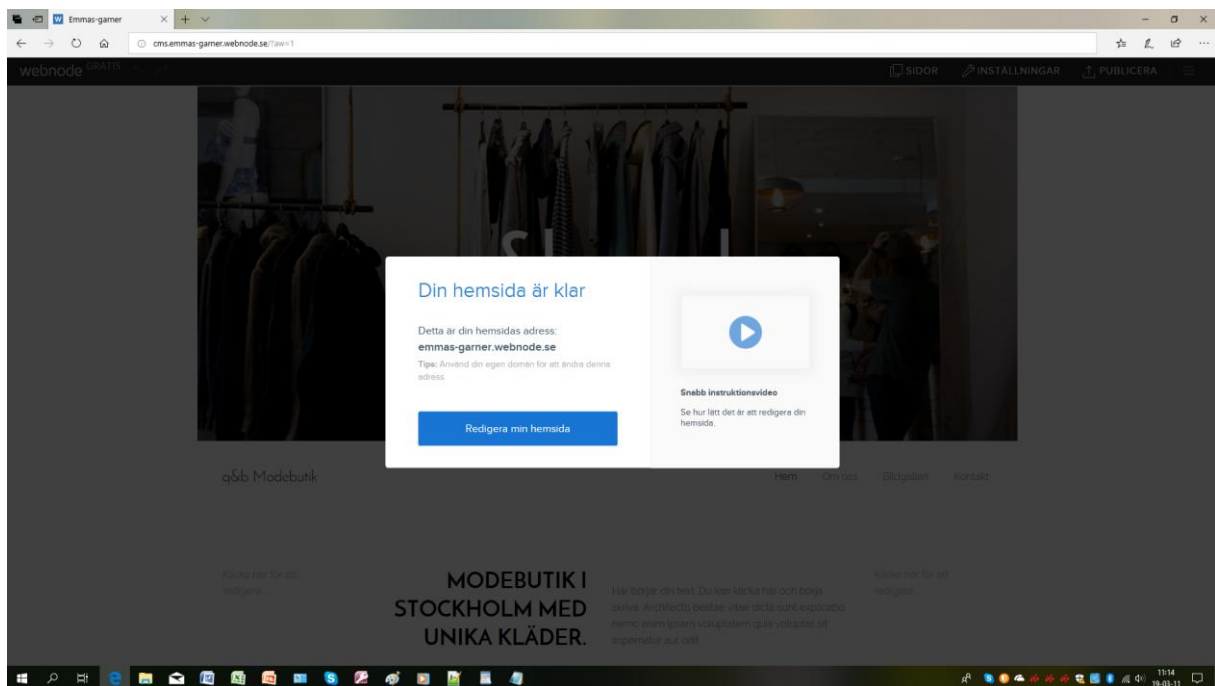 Emmas-garner
cms.emmas-garner.webnode.se/?aw=1
webnode GRATIS
SIDOR
INSTÄLLNINGAR
PUBLICERA
Din hemsida är klar
Detta är din hemsidas adress:
emmas-garner.webnode.se
Tips: Använd din egen domän för att ändra denna
adress.
Redigera min hemsida
Snabb instruktionsvideo
Se hur lätt det är att redigera din
hemsida.
q&b Modebutik
Hem
Om oss
Bildgalleri
Kontakt
Klicka här för att
redigera...
MODEBUTIK I
STOCKHOLM MED
UNIKA KLÄDER.
Här börjar din text. Du kan klicka här och börja
skriva. Architecto beatae vitae dicta sunt explicabo
nemo enim ipsam voluptatem quia voluptas sit
aspernatur aut odit
Klicka här för att
redigera...
11:14
19-03-11